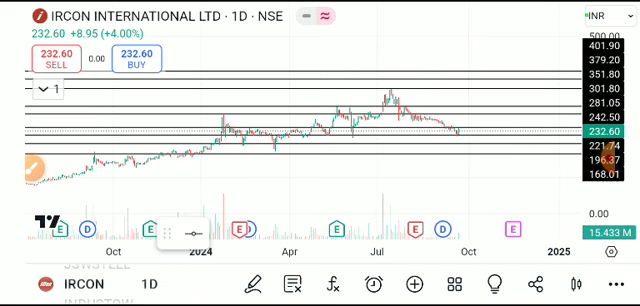 IRCON INTERNATIONAL LTD · 1D · NSE
INR
232.60 +8.95 (+4.00%)
500.00
401.90
379.20
351.80
301.80
281.05
242.50
232.60
221.74
196.37
168.01
232.60
SELL
0.00
232.60
BUY
1
0.00
15.433 M
E
D
E
E
D
E
E
D
E
Oct
2024
Apr
Jul
Oct
2025
JSWSTEEL
IRCON
1D
INDUSTOW